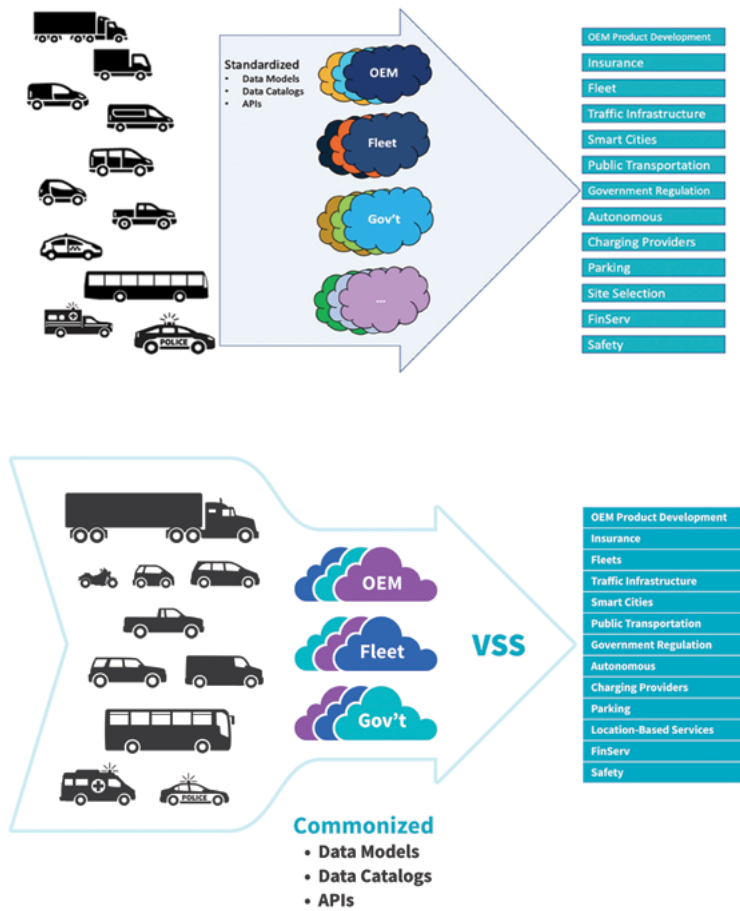 Standardized
• Data Models
• Data Catalogs
• APIs
OEM
Fleet
Gov't
...
POLICE
OEM Product Development
Insurance
Fleet
Traffic Infrastructure
Smart Cities
Public Transportation
Government Regulation
Autonomous
Charging Providers
Parking
Site Selection
FinServ
Safety
OEM
Fleet
Gov't
VSS
POLICE
Commonized
• Data Models
• Data Catalogs
• APIs
OEM Product Development
Insurance
Fleets
Traffic Infrastructure
Smart Cities
Public Transportation
Government Regulation
Autonomous
Charging Providers
Parking
Location-Based Services
FinServ
Safety